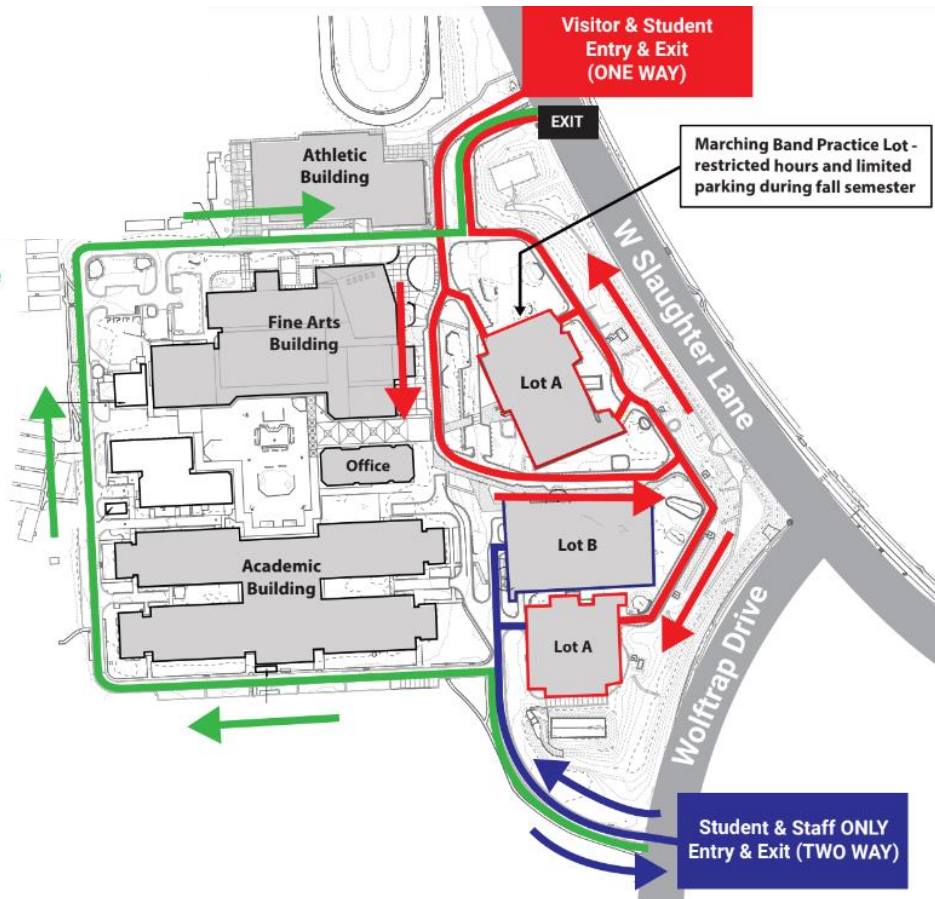 Visitor & Student
Entry & Exit
(ONE WAY)
EXIT
Marching Band Practice Lot -
restricted hours and limited
parking during fall semester
Athletic
Building
W Slaughter Lane
Fine Arts
Building
Lot A
Office
Lot B
Academic
Building
Lot A
Wolftrap Drive
Student & Staff ONLY
Entry & Exit (TWO WAY)